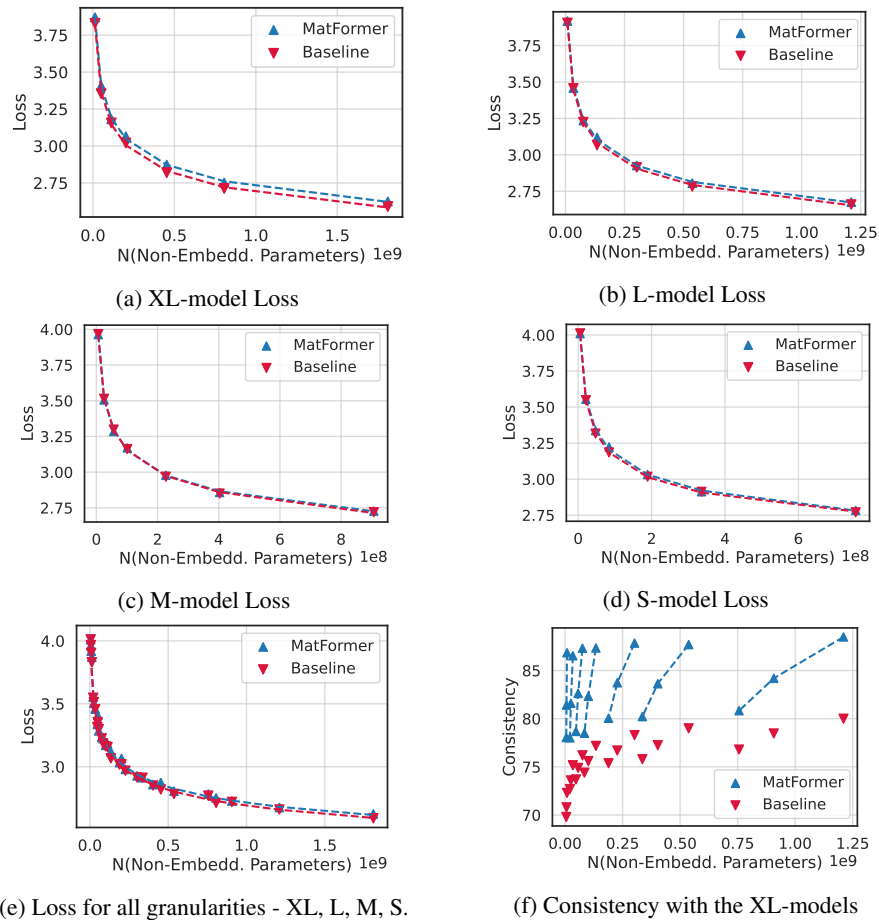 3.75
3.50
3.25
3.00
2.75
Loss
MatFormer
Baseline
0.0 0.5 1.0 1.5
N(Non-Embedd. Parameters) 1e9
(a) XL-model Loss
3.75
3.50
3.25
3.00
2.75
Loss
MatFormer
Baseline
0.00 0.25 0.50 0.75 1.00 1.25
N(Non-Embedd. Parameters) 1e9
(b) L-model Loss
4.00
3.75
3.50
3.25
3.00
2.75
Loss
MatFormer
Baseline
0 2 4 6 8
N(Non-Embedd. Parameters) 1e8
(c) M-model Loss
4.00
3.75
3.50
3.25
3.00
2.75
Loss
MatFormer
Baseline
0 2 4 6
N(Non-Embedd. Parameters) 1e8
(d) S-model Loss
4.0
3.5
3.0
Loss
MatFormer
Baseline
0.0 0.5 1.0 1.5
N(Non-Embedd. Parameters) 1e9
(e) Loss for all granularities - XL, L, M, S.
85
80
75
70
Consistency
MatFormer
Baseline
0.00 0.25 0.50 0.75 1.00 1.25
N(Non-Embedd. Parameters) 1e9
(f) Consistency with the XL-models